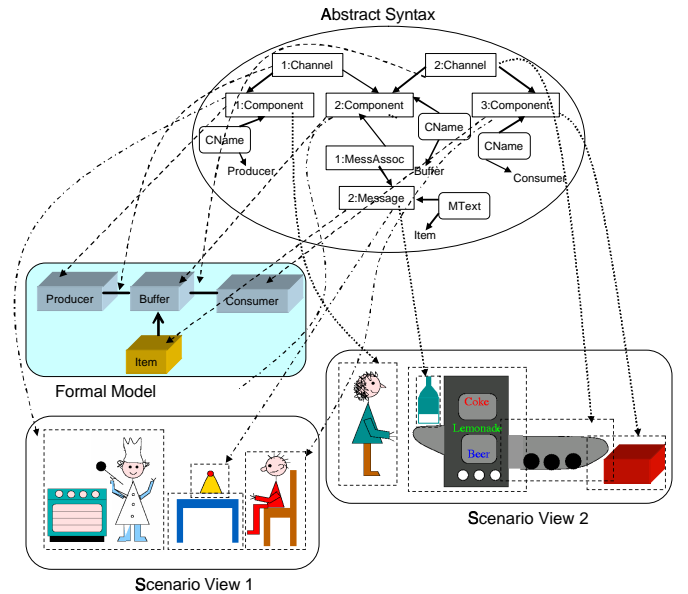 Abstract Syntax
1:Channel
2:Channel
1:Component
2:Component
3:Component
CName
CName
CName
1:MessAssoc
Producer
Buffer
Consumer
2:Message
MText
Item
Producer
Buffer
Consumer
Item
Formal Model
Coke
Lemonade
Beer
Scenario View 2
Scenario View 1